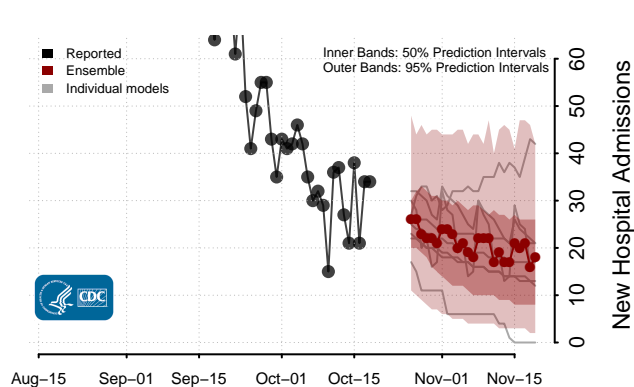 Reported
Ensemble
Individual models
Inner Bands: 50% Prediction Intervals
Outer Bands: 95% Prediction Intervals
60
50
40
30
20
10
0
New Hospital Admissions
CDC
Aug–15 Sep–01 Sep–15 Oct–01 Oct–15 Nov–01 Nov–15